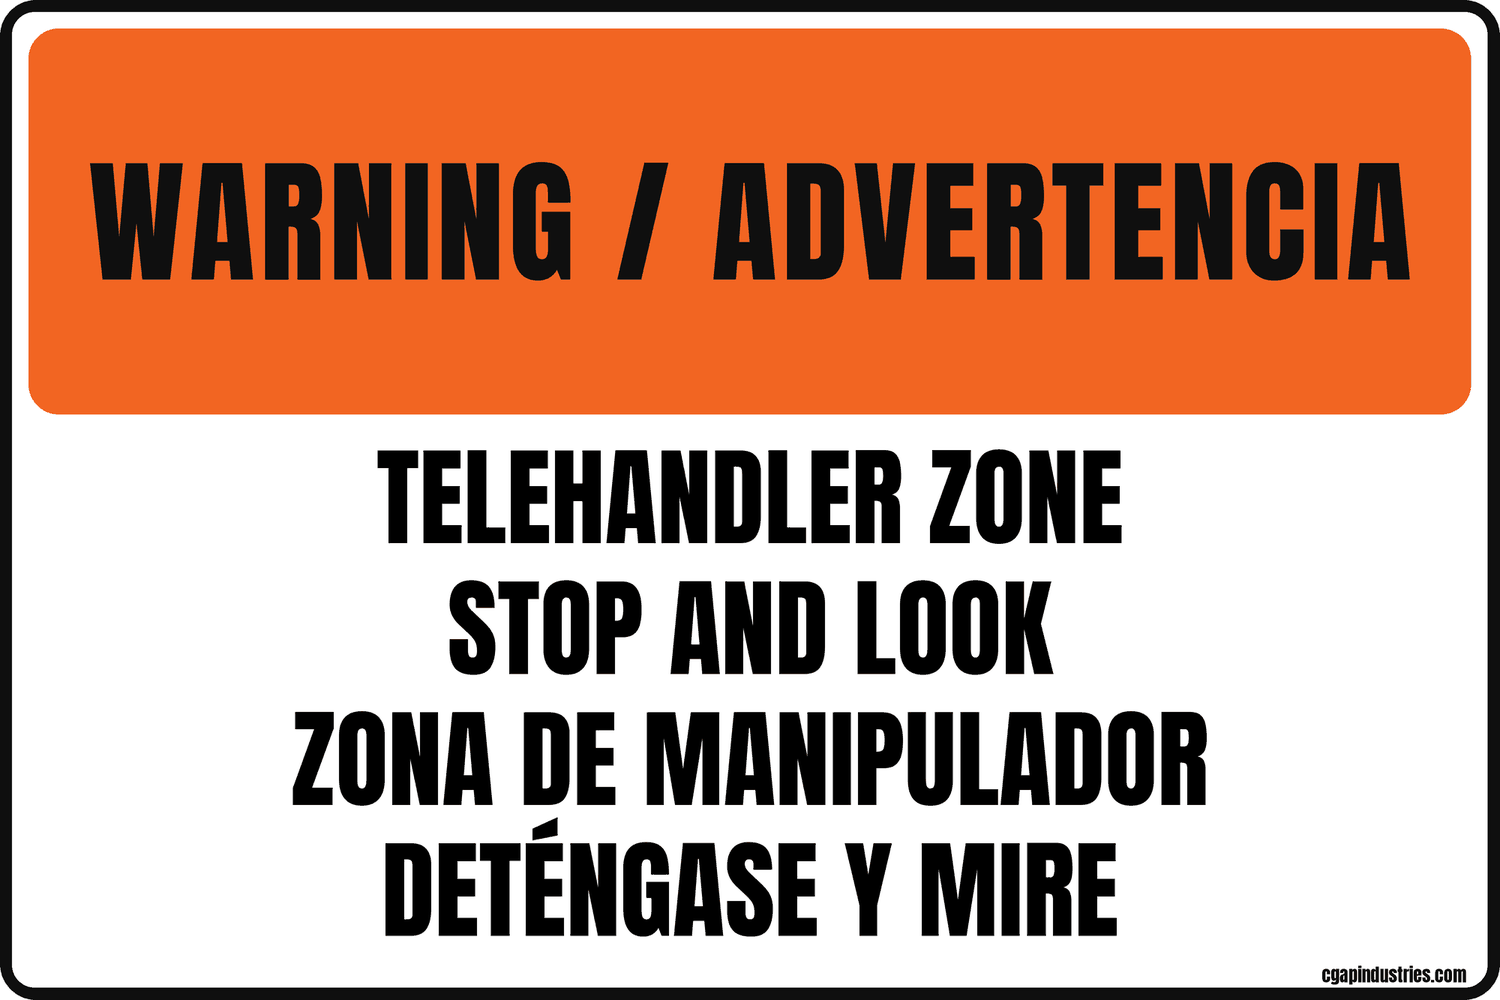 WARNING / ADVERTENCIA
TELEHANDLER ZONE
STOP AND LOOK
ZONA DE MANIPULADOR
DETÉNGASE Y MIRE
cgapindustries.com